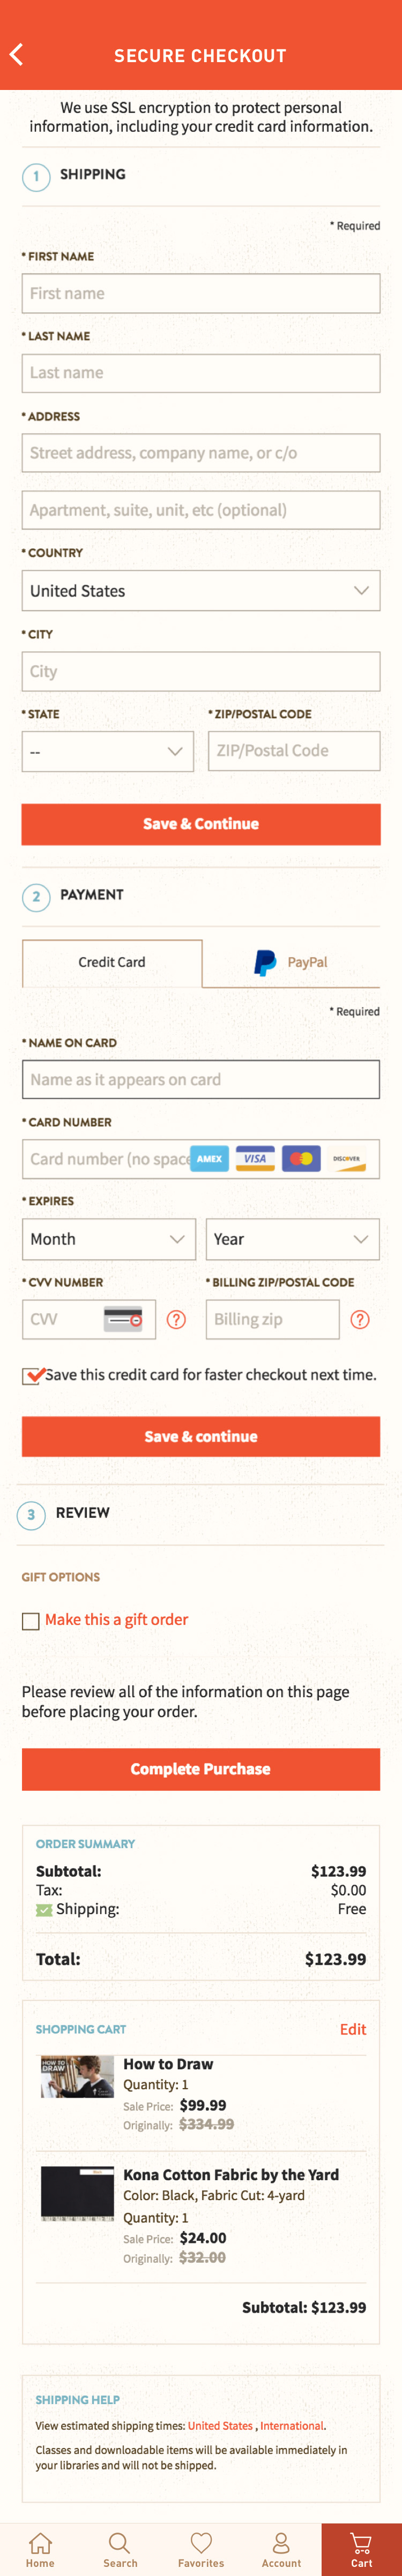 SECURE CHECKOUT
We use SSL encryption to protect personal
information, including your credit card information.
1 SHIPPING
* Required
* FIRST NAME
First name
* LAST NAME
Last name
* ADDRESS
Street address, company name, or c/o
Apartment, suite, unit, etc (optional)
* COUNTRY
United States
* CITY
City
* STATE * ZIP/POSTAL CODE
-- ZIP/Postal Code
Save & Continue
2 PAYMENT
Credit Card PayPal
* Required
* NAME ON CARD
Name as it appears on card
* CARD NUMBER
Card number (no space AMEX VISA DISCOVER
* EXPIRES
Month Year
* CVV NUMBER * BILLING ZIP/POSTAL CODE
CVV ? Billing zip ?
Save this credit card for faster checkout next time.
Save & continue
3 REVIEW
GIFT OPTIONS
Make this a gift order
Please review all of the information on this page
before placing your order.
Complete Purchase
ORDER SUMMARY
Subtotal: $123.99
Tax: $0.00
Shipping: Free
Total: $123.99
SHOPPING CART Edit
HOW TO DRAW
How to Draw
Quantity: 1
Sale Price: $99.99
Originally: $334.99
Kona Cotton Fabric by the Yard
Color: Black, Fabric Cut: 4-yard
Quantity: 1
Sale Price: $24.00
Originally: $32.00
Subtotal: $123.99
SHIPPING HELP
View estimated shipping times: United States , International.
Classes and downloadable items will be available immediately in
your libraries and will not be shipped.
Home Search Favorites Account Cart